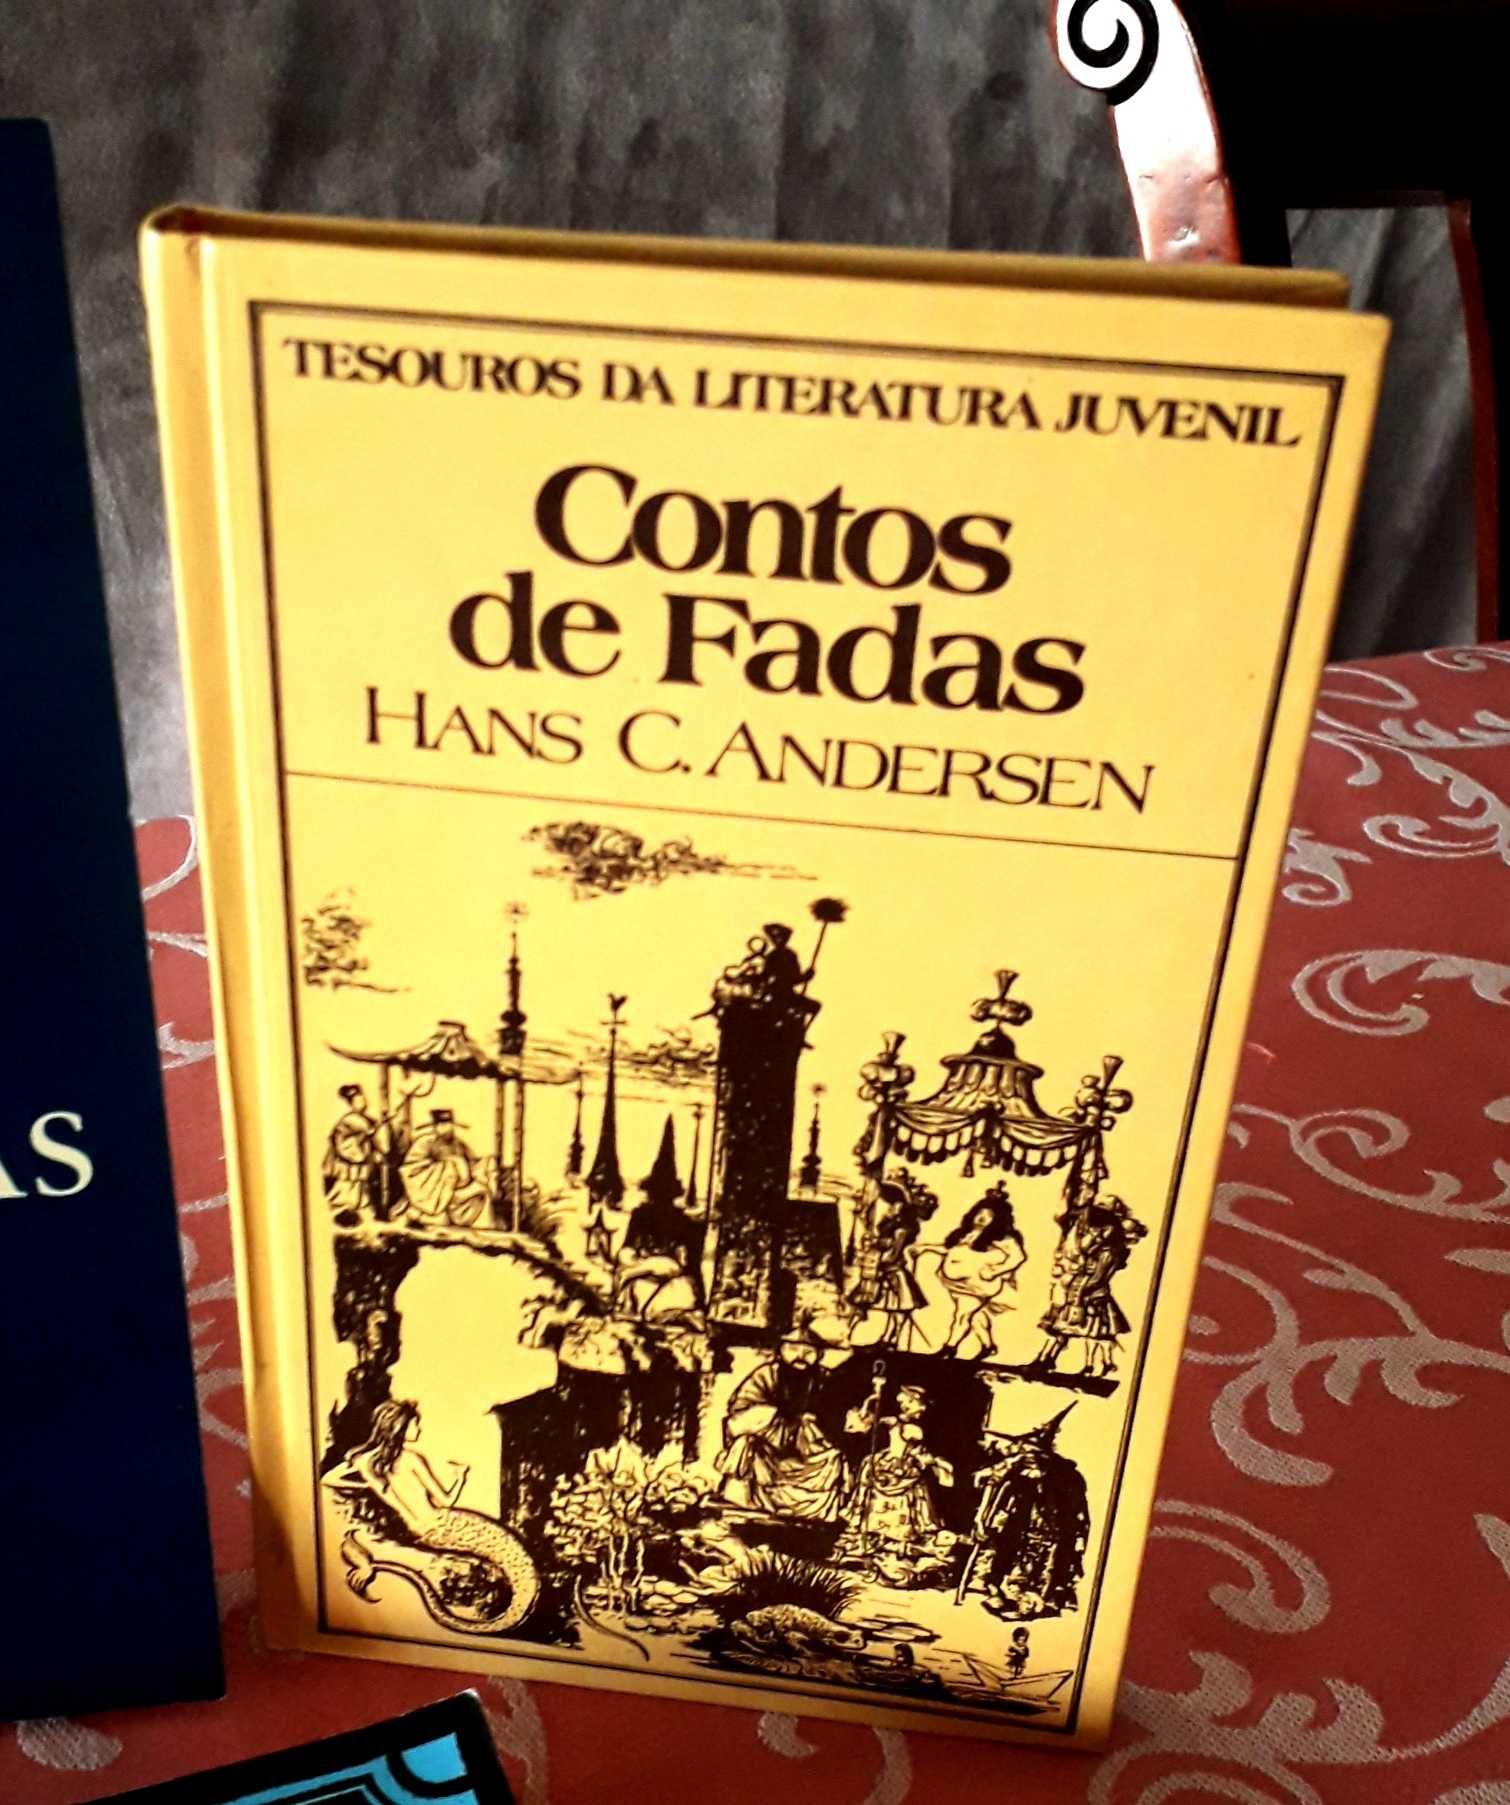 TESOUROS DA LITERATURA JUVENIL
Contos
de Fadas
HANS C. ANDERSEN
AS